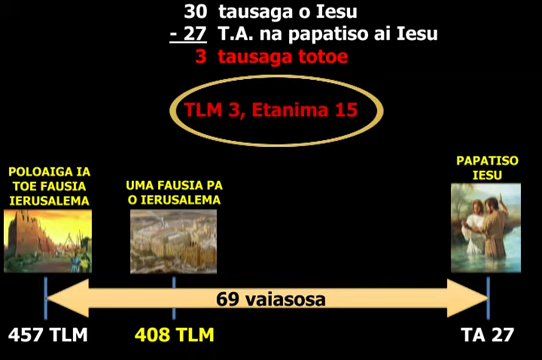 30 tausaga o Iesu
- 27 T.A. na papatiso ai Iesu
3 tausaga totoe
TLM 3, Etanima 15
POLOAIGA IA
TOE FAUSIA
IERUSALEMA
UMA FAUSIA PA
O IERUSALEMA
PAPATISO
IESU
69 vaiasosa
457 TLM
408 TLM
TA 27